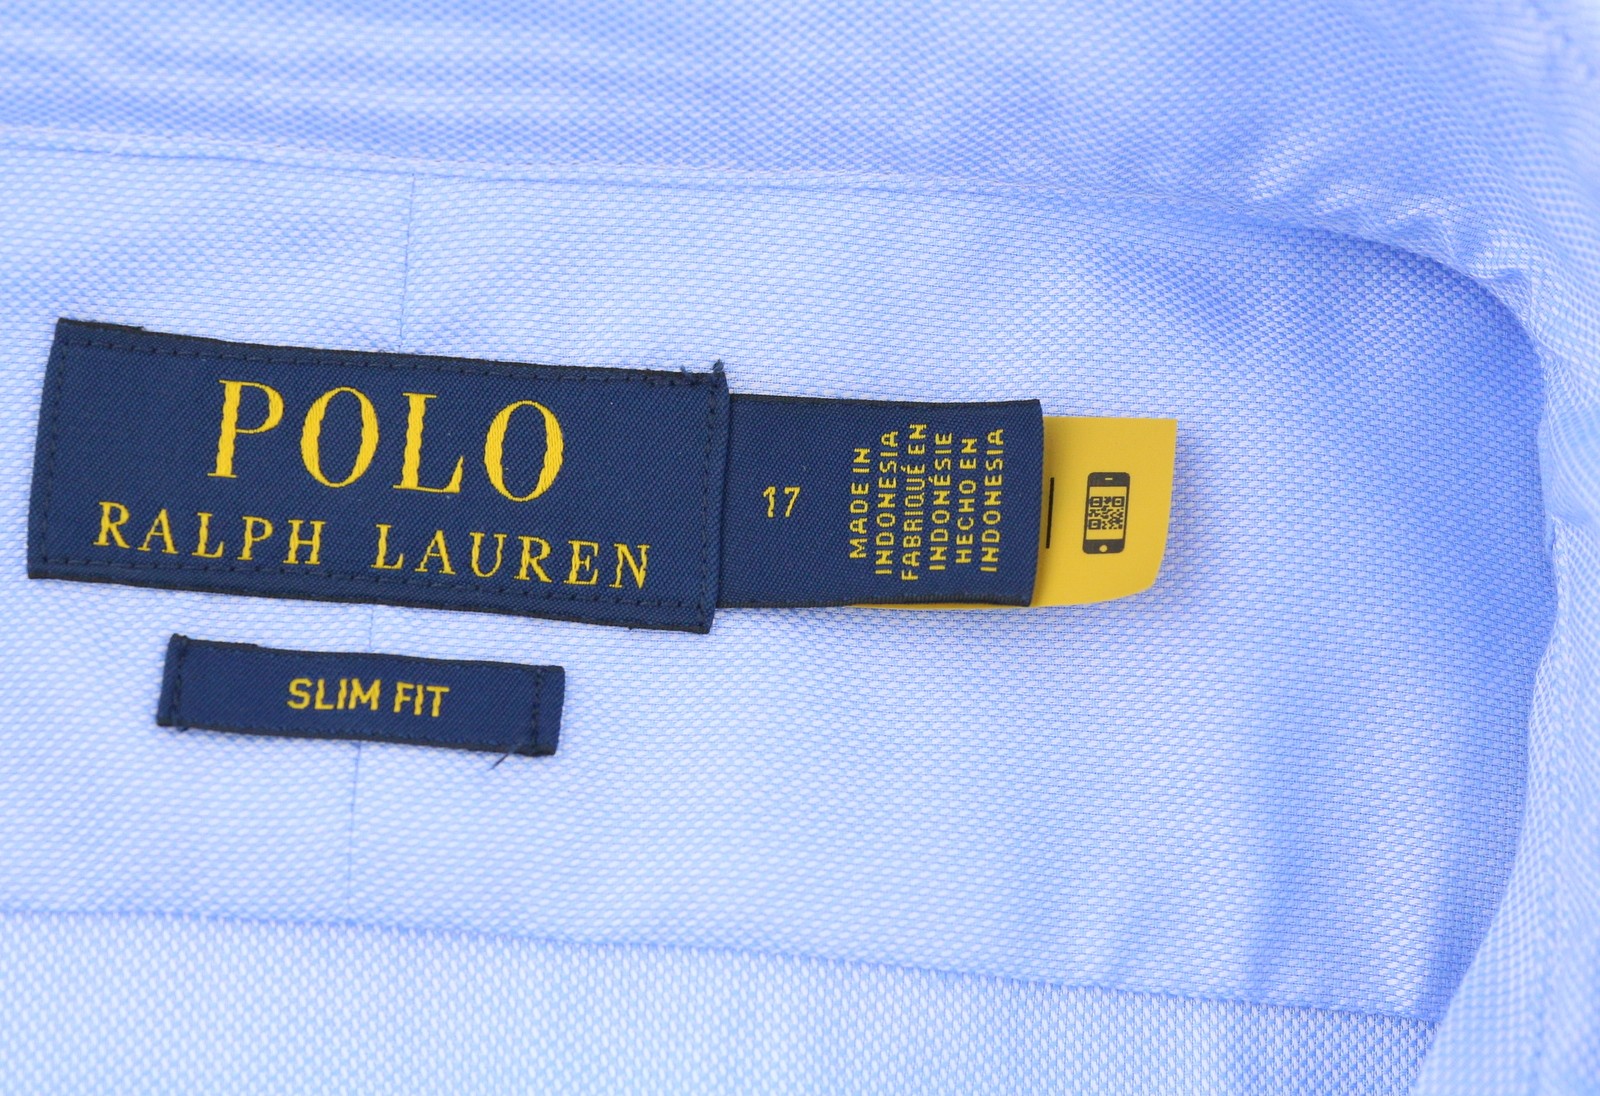 POLO
RALPH LAUREN
17
MADE IN
INDONESIA
FABRIQUÉ EN
INDONÉSIE
HECHO EN
INDONESIA
SLIM FIT